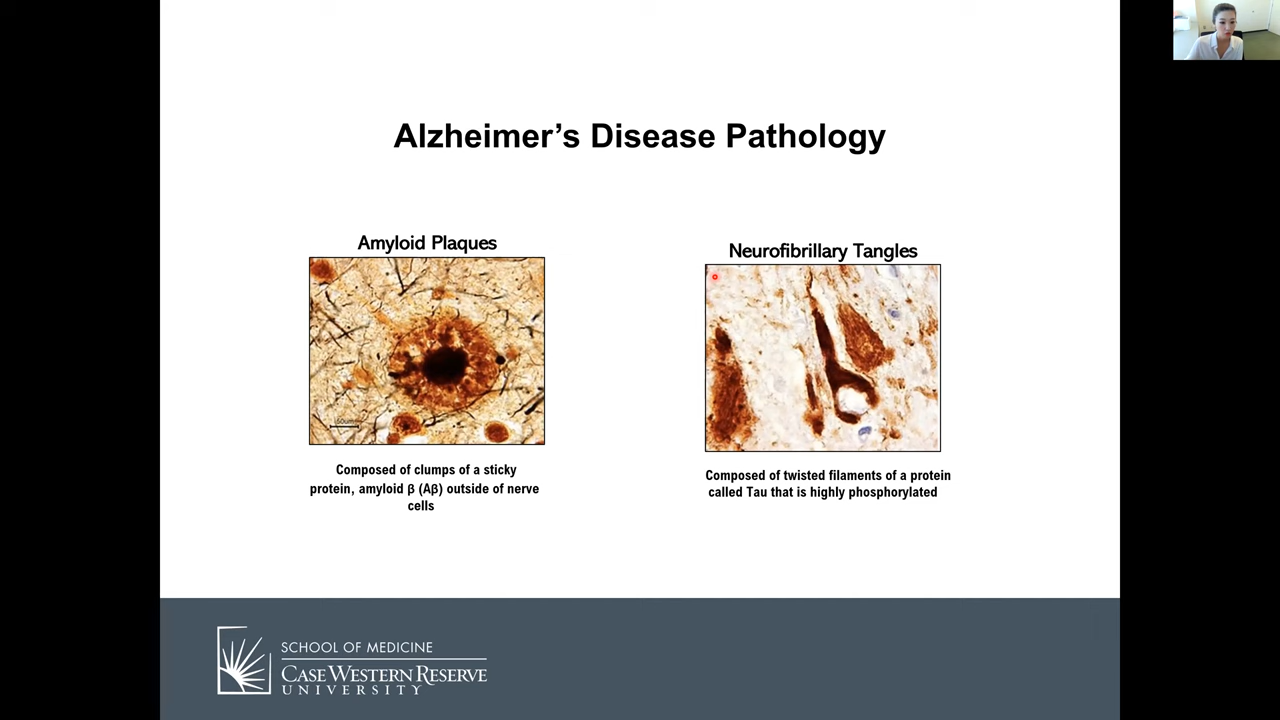 Alzheimer’s Disease Pathology
Amyloid Plaques
Neurofibrillary Tangles
Composed of clumps of a sticky
protein, amyloid β (Aβ) outside of nerve
cells
Composed of twisted filaments of a protein
called Tau that is highly phosphorylated
SCHOOL OF MEDICINE
CASE WESTERN RESERVE
UNIVERSITY